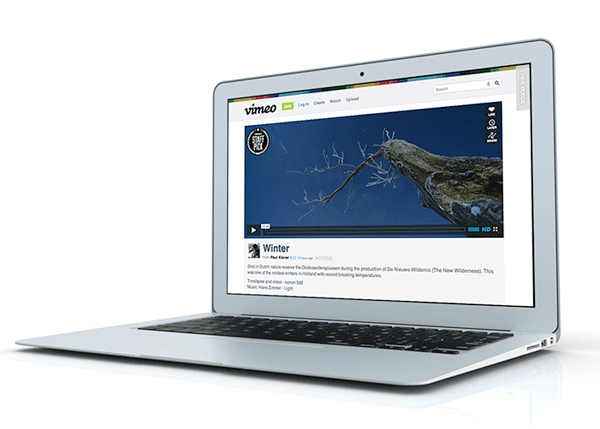 vimeo
Join Log In Create Watch Upload
Search
STAFF
PICK
LIKE
LATER
SHARE
HD
Winter
from Paul Klaver
Shot in Dutch nature reserve the Oostvaardersplassen during the production of De Nieuwe Wildernis (The New Wilderness). This
was one of the coldest winters in Holland with record breaking temperatures.
Timelapse and video - canon 5d2
Music: Hans Zimmer - Light